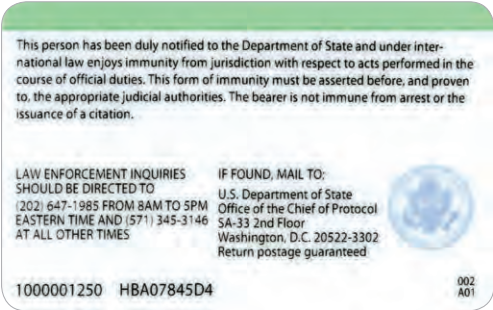 This person has been duly notified to the Department of State and under inter-
national law enjoys immunity from jurisdiction with respect to acts performed in the
course of official duties. This form of immunity must be asserted before, and proven
to, the appropriate judicial authorities. The bearer is not immune from arrest or the
issuance of a citation.
LAW ENFORCEMENT INQUIRIES
SHOULD BE DIRECTED TO
(202) 647-1985 FROM 8AM TO 5PM
EASTERN TIME AND (571) 345-3146
AT ALL OTHER TIMES
IF FOUND, MAIL TO:
U.S. Department of State
Office of the Chief of Protocol
SA-33 2nd Floor
Washington, D.C. 20522-3302
Return postage guaranteed
1000001250 HBA07845D4
002
A01